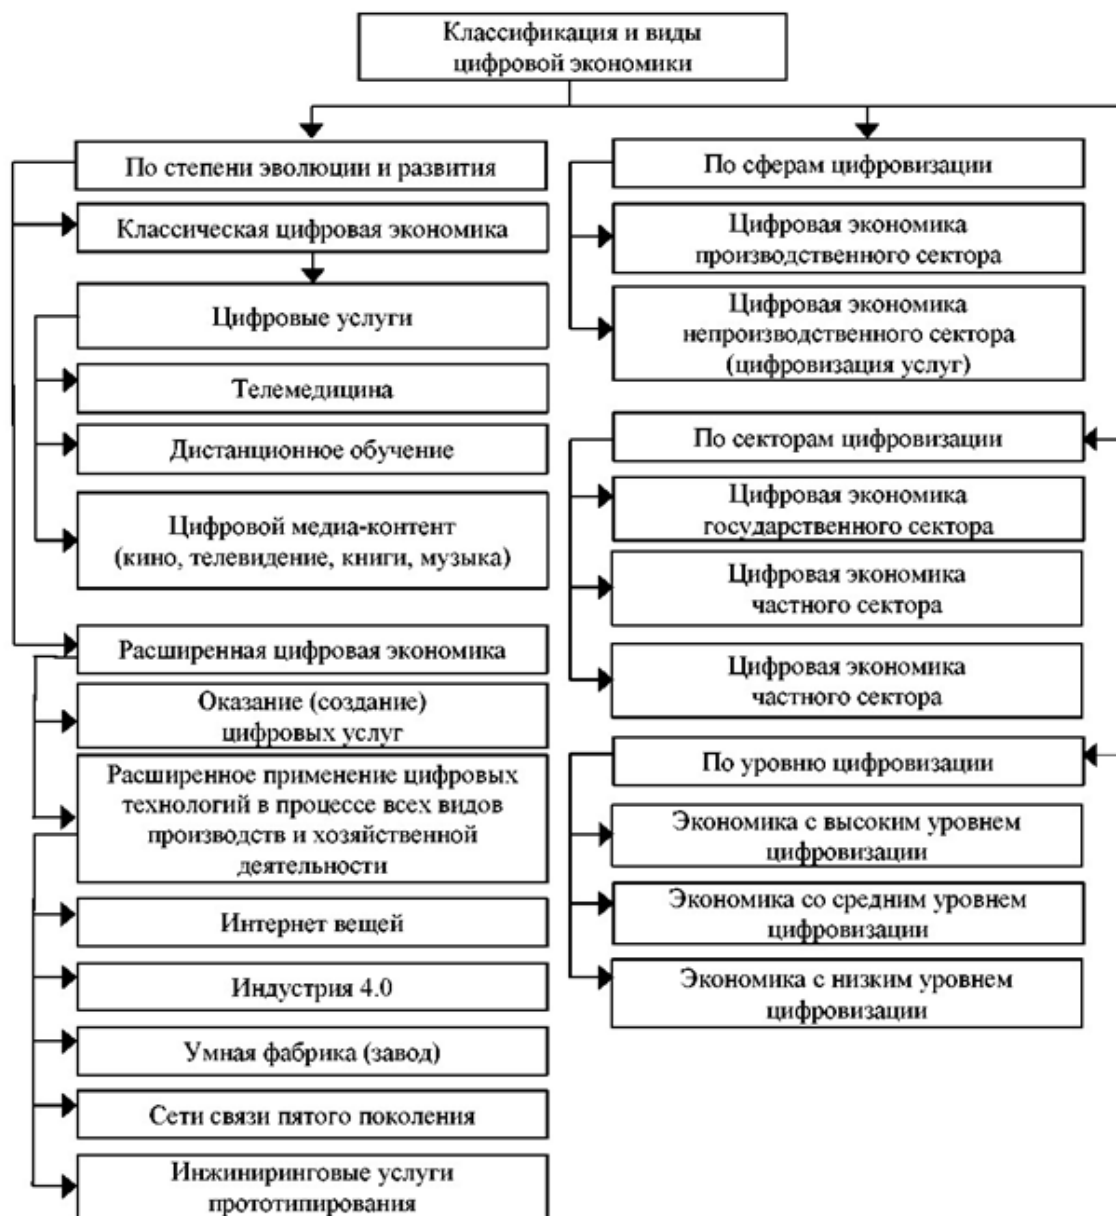 Классификация и виды
цифровой экономики
По степени эволюции и развития
Классическая цифровая экономика
Цифровые услуги
Телемедицина
Дистанционное обучение
Цифровой медиа-контент
(кино, телевидение, книги, музыка)
Расширенная цифровая экономика
Оказание (создание)
цифровых услуг
Расширенное применение цифровых
технологий в процессе всех видов
производств и хозяйственной
деятельности
Интернет вещей
Индустрия 4.0
Умная фабрика (завод)
Сети связи пятого поколения
Инжиниринговые услуги
прототипирования
По сферам цифровизации
Цифровая экономика
производственного сектора
Цифровая экономика
непроизводственного сектора
(цифровизация услуг)
По секторам цифровизации
Цифровая экономика
государственного сектора
Цифровая экономика
частного сектора
Цифровая экономика
частного сектора
По уровню цифровизации
Экономика с высоким уровнем
цифровизации
Экономика со средним уровнем
цифровизации
Экономика с низким уровнем
цифровизации